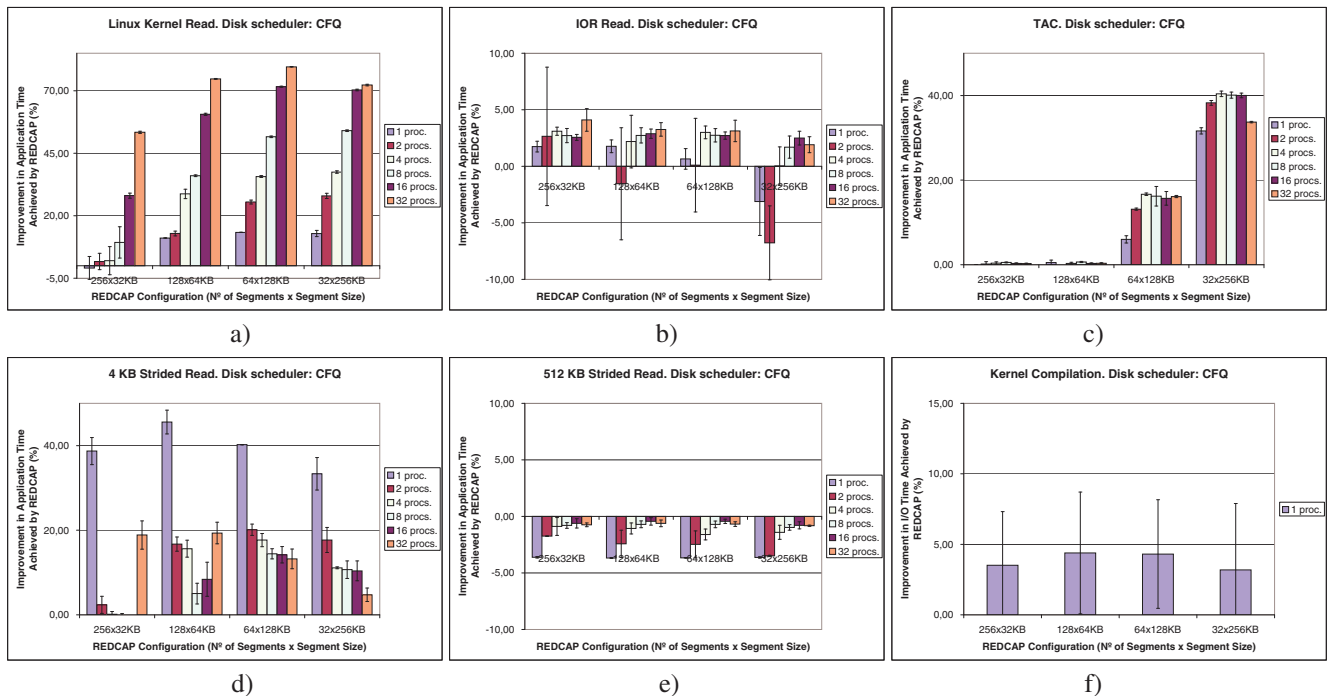 Linux Kernel Read. Disk scheduler: CFQ
Improvement in Application Time
Achieved by REDCAP (%)
70,00
45,00
20,00
-5,00
256x32KB
128x64KB
64x128KB
32x256KB
REDCAP Configuration (Nº of Segments x Segment Size)
1 proc.
2 procs.
4 procs.
8 procs.
16 procs.
32 procs.
a)
IOR Read. Disk scheduler: CFQ
Improvement in Application Time
Achieved by REDCAP (%)
10,00
5,00
0,00
-5,00
-10,00
256x32KB
128x64KB
64x128KB
32x256KB
REDCAP Configuration (Nº of Segments x Segment Size)
1 proc.
2 procs.
4 procs.
8 procs.
16 procs.
32 procs.
b)
TAC. Disk scheduler: CFQ
Improvement in Application Time
Achieved by REDCAP (%)
40,00
20,00
0,00
256x32KB
128x64KB
64x128KB
32x256KB
REDCAP Configuration (Nº of Segments x Segment Size)
1 proc.
2 procs.
4 procs.
8 procs.
16 procs.
32 procs.
c)
4 KB Strided Read. Disk scheduler: CFQ
Improvement in Application Time
Achieved by REDCAP (%)
40,00
20,00
0,00
256x32KB
128x64KB
64x128KB
32x256KB
REDCAP Configuration (Nº of Segments x Segment Size)
1 proc.
2 procs.
4 procs.
8 procs.
16 procs.
32 procs.
d)
512 KB Strided Read. Disk scheduler: CFQ
Improvement in Application Time
Achieved by REDCAP (%)
10,00
5,00
0,00
-5,00
-10,00
256x32KB
128x64KB
64x128KB
32x256KB
REDCAP Configuration (Nº of Segments x Segment Size)
1 proc.
2 procs.
4 procs.
8 procs.
16 procs.
32 procs.
e)
Kernel Compilation. Disk scheduler: CFQ
Improvement in I/O Time Achieved by
REDCAP (%)
15,00
10,00
5,00
0,00
256x32KB
128x64KB
64x128KB
32x256KB
REDCAP Configuration (Nº of Segments x Segment Size)
1 proc.
f)